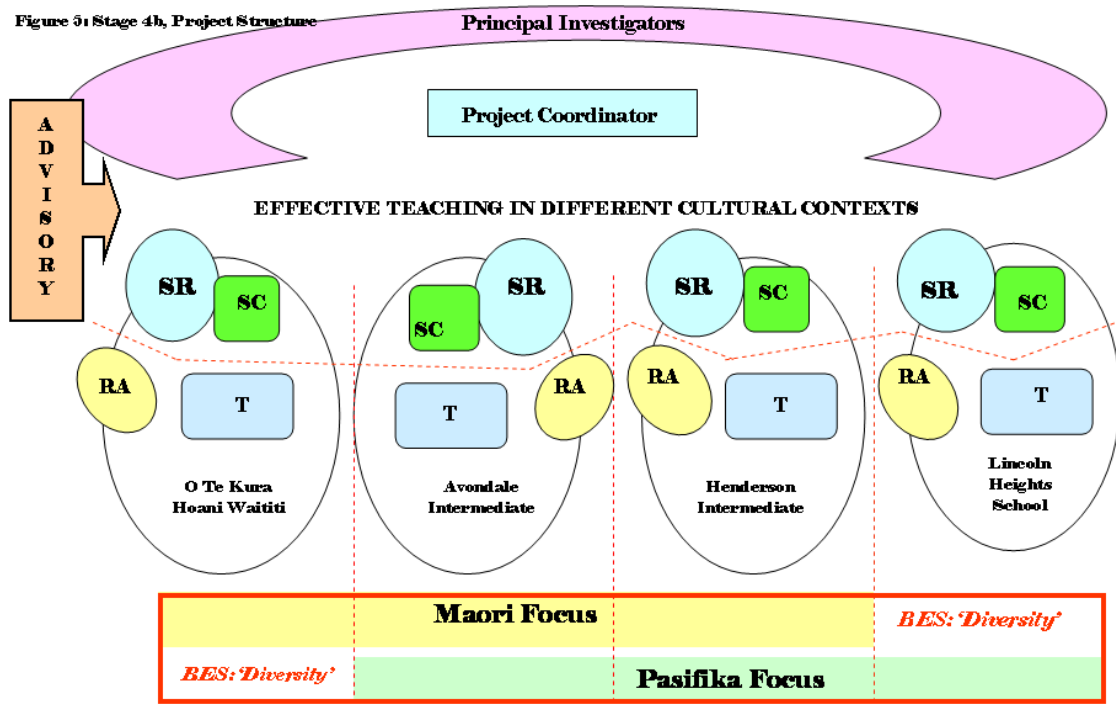 Figure 5: Stage 4b, Project Structure
Principal Investigators
Project Coordinator
A
D
V
I
S
O
R
Y
EFFECTIVE TEACHING IN DIFFERENT CULTURAL CONTEXTS
SR
SC
RA
T
O Te Kura
Hoani Waititi
SC
SR
T
RA
Avondale
Intermediate
SR
SC
RA
T
Henderson
Intermediate
SR
SC
RA
T
Lincoln
Heights
School
Maori Focus
BES: ‘Diversity’
BES: ‘Diversity’
Pasifika Focus